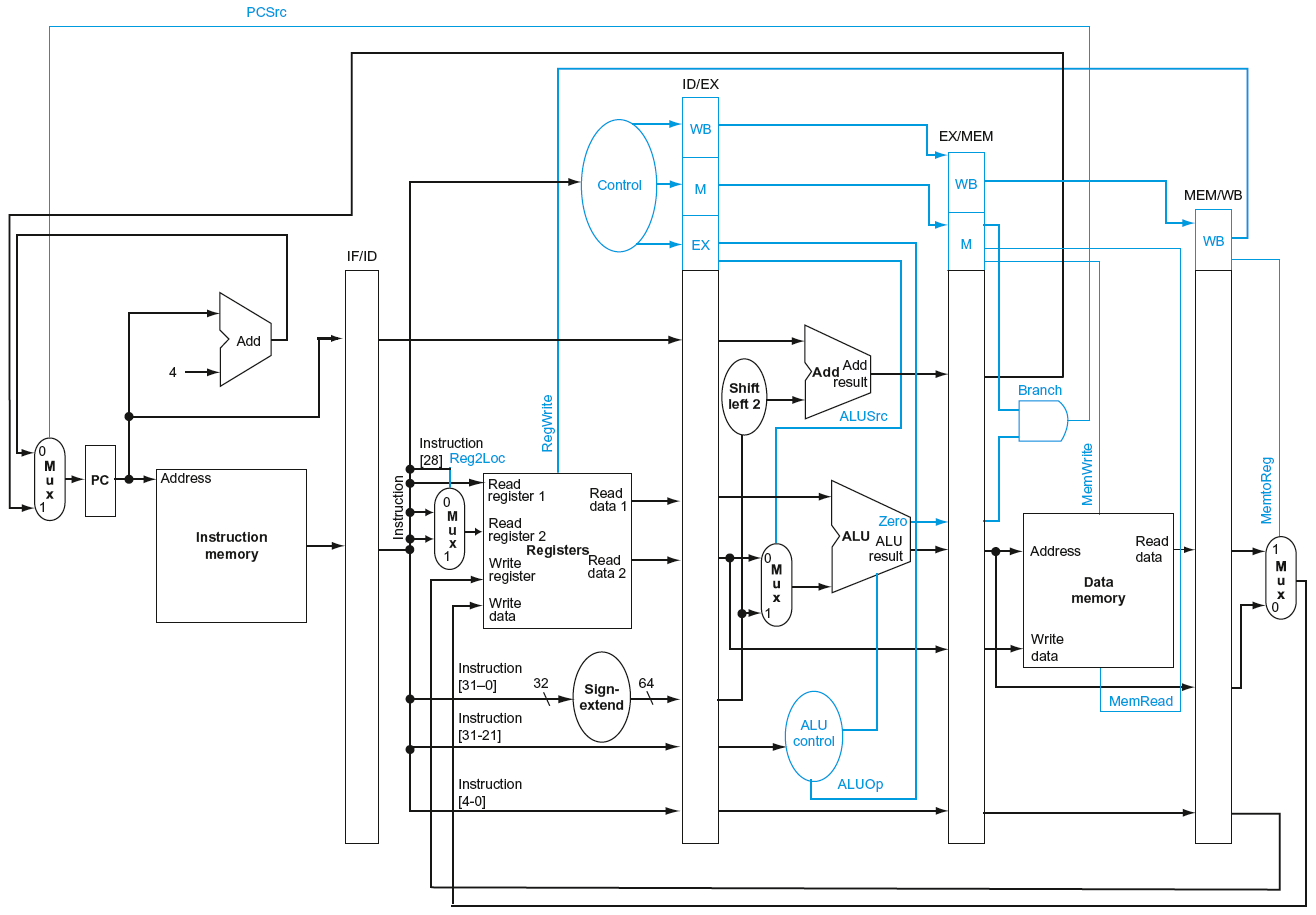 PCSrc
ID/EX
WB
EX/MEM
Control
M
WB
MEM/WB
EX
M
WB
IF/ID
Add
4
Add
Add
result
Shift
left 2
ALUSrc
Branch
RegWrite
MemWrite
MemtoReg
0
M
u
x
1
PC
Address
Instruction
memory
Instruction
Instruction
[28]
Reg2Loc
0
M
u
x
1
Read
register 1
Read
register 2
Write
register
Write
data
Registers
Read
data 1
Read
data 2
Zero
ALU
ALU
result
0
M
u
x
1
Address
Read
data
Data
memory
Write
data
1
M
u
x
0
Instruction
[31–0]
32
Sign-
extend
64
MemRead
Instruction
[31-21]
ALU
control
Instruction
[4-0]
ALUOp